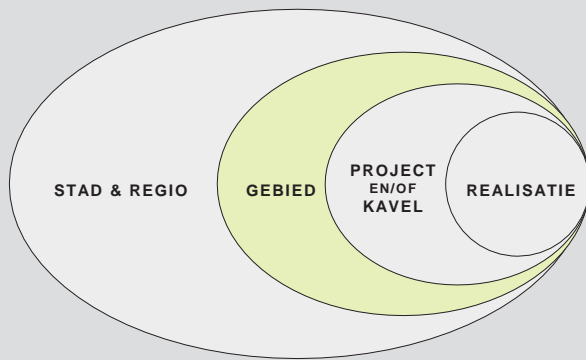 STAD & REGIO
GEBIED
PROJECT
EN/OF
KAVEL
REALISATIE